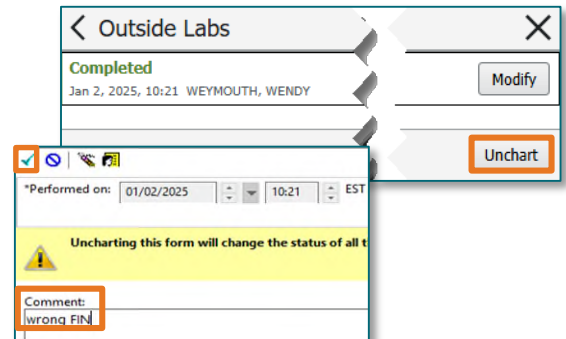 Outside Labs
Completed
Modify
Jan 2, 2025, 10:21 WEYMOUTH, WENDY
Unchart
*Performed on: 01/02/2025 10:21 EST
Uncharting this form will change the status of all
Comment:
wrong FIN